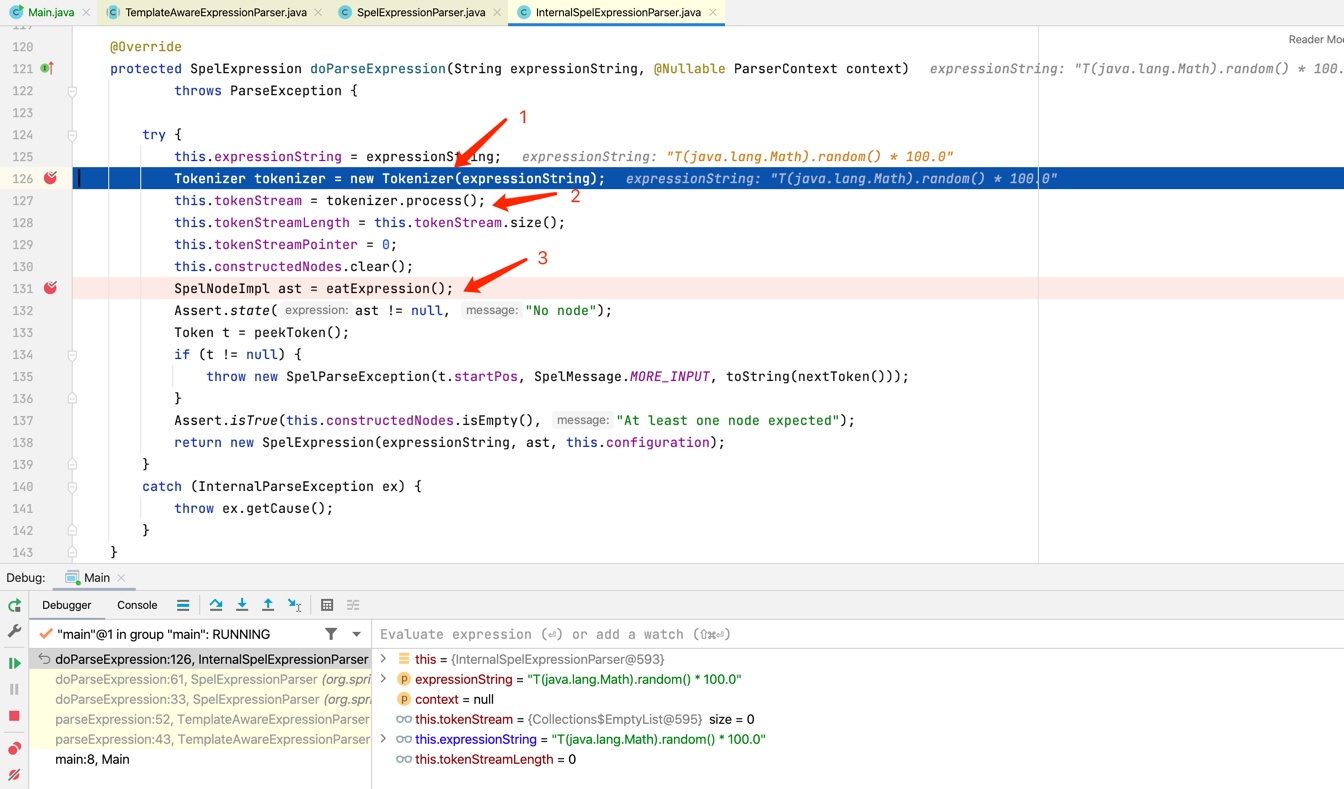 Main.java
TemplateAwareExpressionParser.java
SpelExpressionParser.java
InternalSpelExpressionParser.java
Reader Mo
120 @Override
121 protected SpelExpression doParseExpression(String expressionString, @Nullable ParserContext context) expressionString: "T(java.lang.Math).random() * 100.
122 throws ParseException {
1
123
124 try {
125 this.expressionString = expressionString; expressionString: "T(java.lang.Math).random() * 100.0"
126 Tokenizer tokenizer = new Tokenizer(expressionString); expressionString: "T(java.lang.Math).random() * 100.0"
127 this.tokenStream = tokenizer.process(); 2
128 this.tokenStreamLength = this.tokenStream.size();
129 this.tokenStreamPointer = 0;
130 this.constructedNodes.clear(); 3
131 SpelNodeImpl ast = eatExpression();
132 Assert.state( expression: ast != null, message: "No node");
133 Token t = peekToken();
134 if (t != null) {
135 throw new SpelParseException(t.startPos, SpelMessage.MORE_INPUT, toString(nextToken()));
136 }
137 Assert.isTrue(this.constructedNodes.isEmpty(), message: "At least one node expected");
138 return new SpelExpression(expressionString, ast, this.configuration);
139 }
140 catch (InternalParseException ex) {
141 throw ex.getCause();
142 }
143 }
Debug: Main
Debugger Console
"main"@1 in group "main": RUNNING
doParseExpression:126, InternalSpelExpressionParser
doParseExpression:61, SpelExpressionParser (org.spri
doParseExpression:33, SpelExpressionParser (org.spri
parseExpression:52, TemplateAwareExpressionParser
parseExpression:43, TemplateAwareExpressionParser
main:8, Main
Evaluate expression (⏎) or add a watch (⇧⌘⏎)
this = {InternalSpelExpressionParser@593}
expressionString = "T(java.lang.Math).random() * 100.0"
context = null
this.tokenStream = {Collections$EmptyList@595} size = 0
this.expressionString = "T(java.lang.Math).random() * 100.0"
this.tokenStreamLength = 0